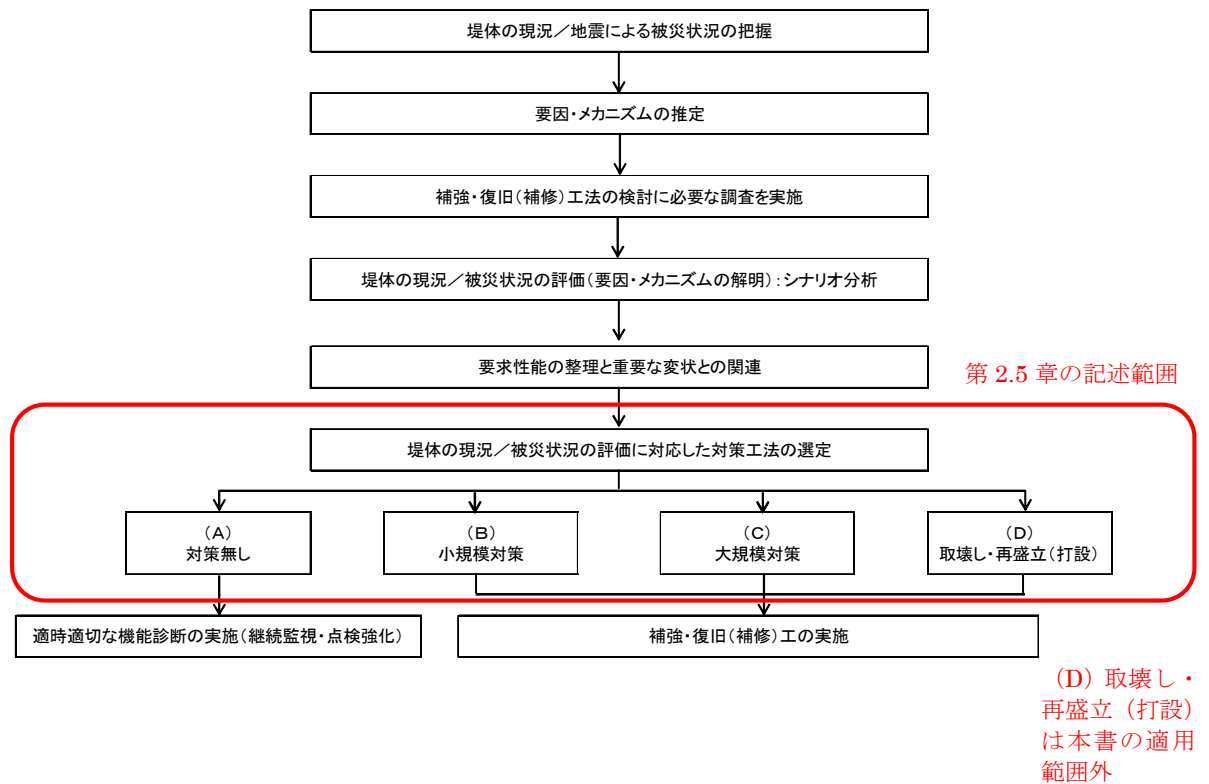 堤体の現況／地震による被災状況の把握
要因・メカニズムの推定
補強・復旧（補修）工法の検討に必要な調査を実施
堤体の現況／被災状況の評価（要因・メカニズムの解明）：シナリオ分析
要求性能の整理と重要な変状との関連
第 2.5 章の記述範囲
堤体の現況／被災状況の評価に対応した対策工法の選定
（A）
対策無し
（B）
小規模対策
（C）
大規模対策
（D）
取壊し・再盛立（打設）
適時適切な機能診断の実施（継続監視・点検強化）
補強・復旧（補修）工の実施
（D）取壊し・
再盛立（打設）
は本書の適用
範囲外